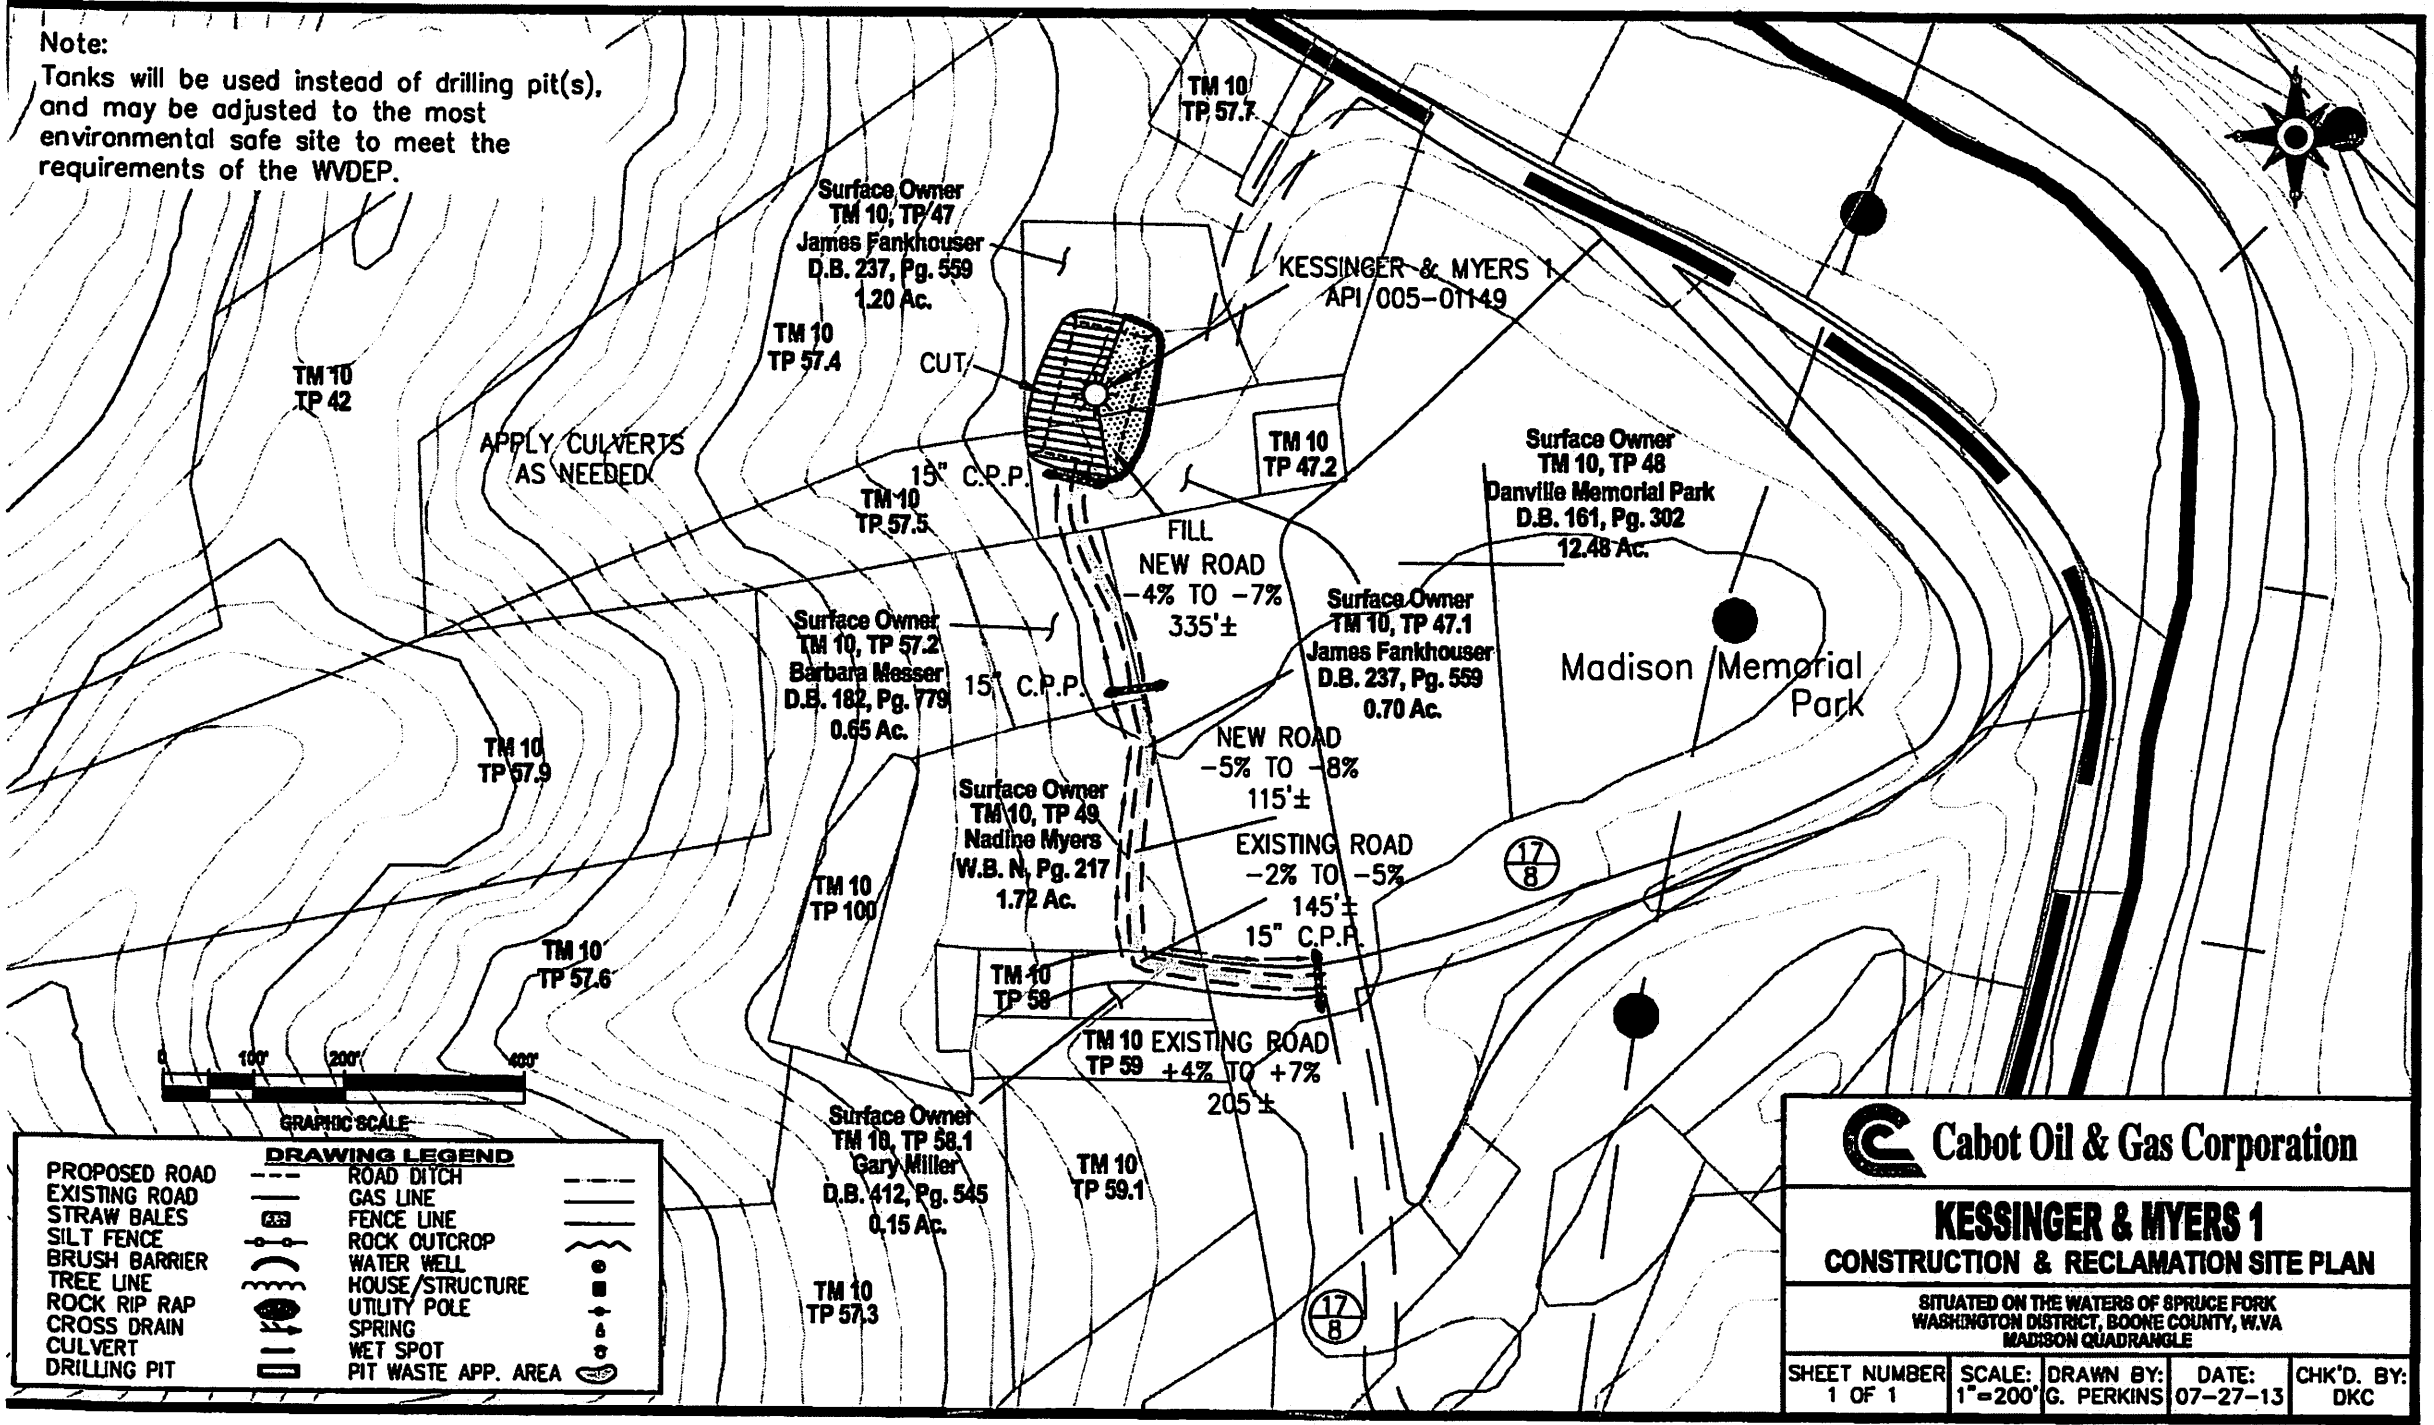 Note:
Tanks will be used instead of drilling pit(s),
and may be adjusted to the most
environmental safe site to meet the
requirements of the WVDEP.
TM 10
TP 57.7
Surface Owner
TM 10, TP 47
James Fankhouser
D.B. 237, Pg. 559
1.20 Ac.
KESSINGER & MYERS 1
API 005-01149
TM 10
TP 57.4
CUT
TM 10
TP 42
APPLY CULVERTS
AS NEEDED
15" C.P.P.
TM 10
TP 57.5
TM 10
TP 47.2
Surface Owner
TM 10, TP 48
Danville Memorial Park
D.B. 161, Pg. 302
12.48 Ac.
FILL
NEW ROAD
-4% TO -7%
335'±
Surface Owner
TM 10, TP 47.1
James Fankhouser
D.B. 237, Pg. 559
0.70 Ac.
Madison Memorial
Park
Surface Owner
TM 10, TP 57.2
Barbara Messer
D.B. 182, Pg. 779
0.65 Ac.
15" C.P.P.
TM 10
TP 57.9
NEW ROAD
-5% TO -8%
115'±
Surface Owner
TM 10, TP 49
Nadine Myers
W.B. N, Pg. 217
1.72 Ac.
EXISTING ROAD
-2% TO -5%
145'±
15" C.P.P.
17
8
TM 10
TP 100
TM 10
TP 57.6
TM 10
TP 58
TM 10
TP 59
EXISTING ROAD
+4% TO +7%
205'±
0 100' 200' 400'
GRAPHIC SCALE
Surface Owner
TM 10, TP 58.1
Gary Miller
D.B. 412, Pg. 545
0.15 Ac.
TM 10
TP 59.1
TM 10
TP 57.3
17
8
DRAWING LEGEND
PROPOSED ROAD
EXISTING ROAD
STRAW BALES
SILT FENCE
BRUSH BARRIER
TREE LINE
ROCK RIP RAP
CROSS DRAIN
CULVERT
DRILLING PIT
ROAD DITCH
GAS LINE
FENCE LINE
ROCK OUTCROP
WATER WELL
HOUSE/STRUCTURE
UTILITY POLE
SPRING
WET SPOT
PIT WASTE APP. AREA
Cabot Oil & Gas Corporation
KESSINGER & MYERS 1
CONSTRUCTION & RECLAMATION SITE PLAN
SITUATED ON THE WATERS OF SPRUCE FORK
WASHINGTON DISTRICT, BOONE COUNTY, W.VA
MADISON QUADRANGLE
SHEET NUMBER
1 OF 1
SCALE:
1"=200'
DRAWN BY:
G. PERKINS
DATE:
07-27-13
CHK'D. BY:
DKC